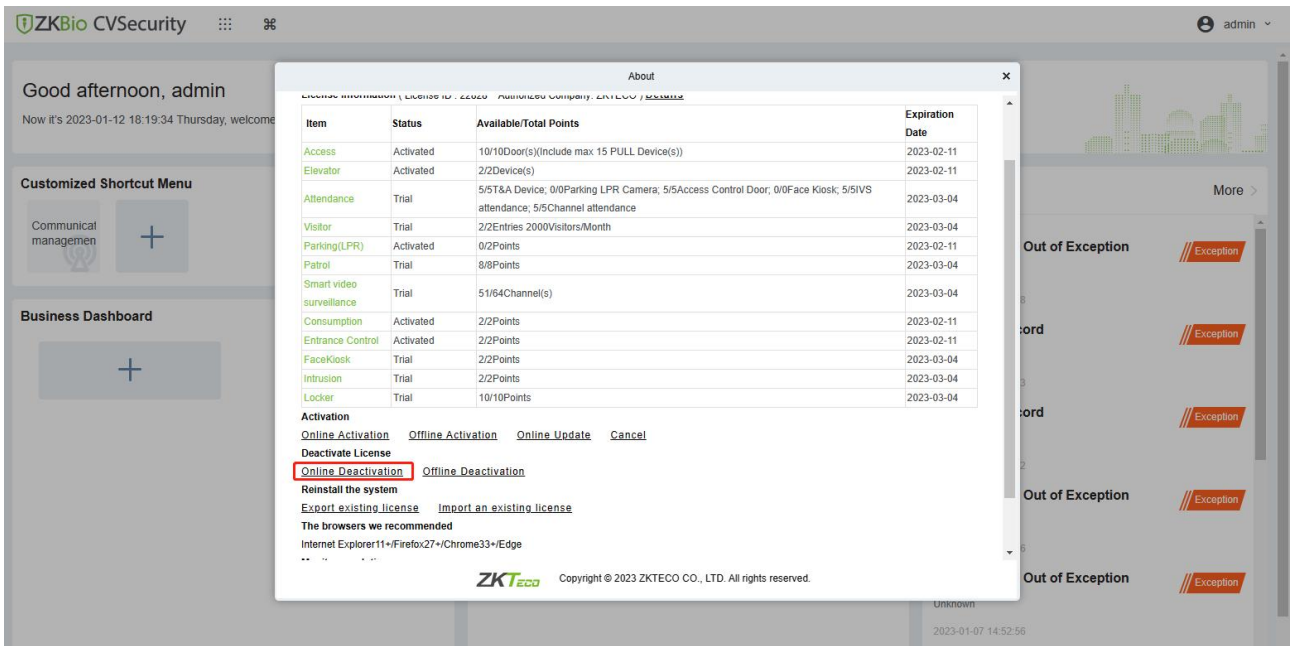 ZKBio CVSecurity
admin
Good afternoon, admin
Now it's 2023-01-12 18:19:34 Thursday, welcome
Customized Shortcut Menu
Communicat
managemen
Business Dashboard
About
License Information ( License ID : 22828 Authorized Company: ZKTECO ) Details
Item Status Available/Total Points Expiration Date
Access Activated 10/10Door(s)(Include max 15 PULL Device(s)) 2023-02-11
Elevator Activated 2/2Device(s) 2023-02-11
Attendance Trial 5/5T&A Device; 0/0Parking LPR Camera; 5/5Access Control Door; 0/0Face Kiosk; 5/5IVS attendance; 5/5Channel attendance 2023-03-04
Visitor Trial 2/2Entries 2000Visitors/Month 2023-03-04
Parking(LPR) Activated 0/2Points 2023-02-11
Patrol Trial 8/8Points 2023-03-04
Smart video surveillance Trial 51/64Channel(s) 2023-03-04
Consumption Activated 2/2Points 2023-02-11
Entrance Control Activated 2/2Points 2023-02-11
FaceKiosk Trial 2/2Points 2023-03-04
Intrusion Trial 2/2Points 2023-03-04
Locker Trial 10/10Points 2023-03-04
Activation
Online Activation Offline Activation Online Update Cancel
Deactivate License
Online Deactivation Offline Deactivation
Reinstall the system
Export existing license Import an existing license
The browsers we recommended
Internet Explorer11+/Firefox27+/Chrome33+/Edge
ZKTECO Copyright © 2023 ZKTECO CO., LTD. All rights reserved.
More
Out of Exception
Exception
cord
Exception
cord
Exception
Out of Exception
Exception
Out of Exception
Exception
Unknown
2023-01-07 14:52:56